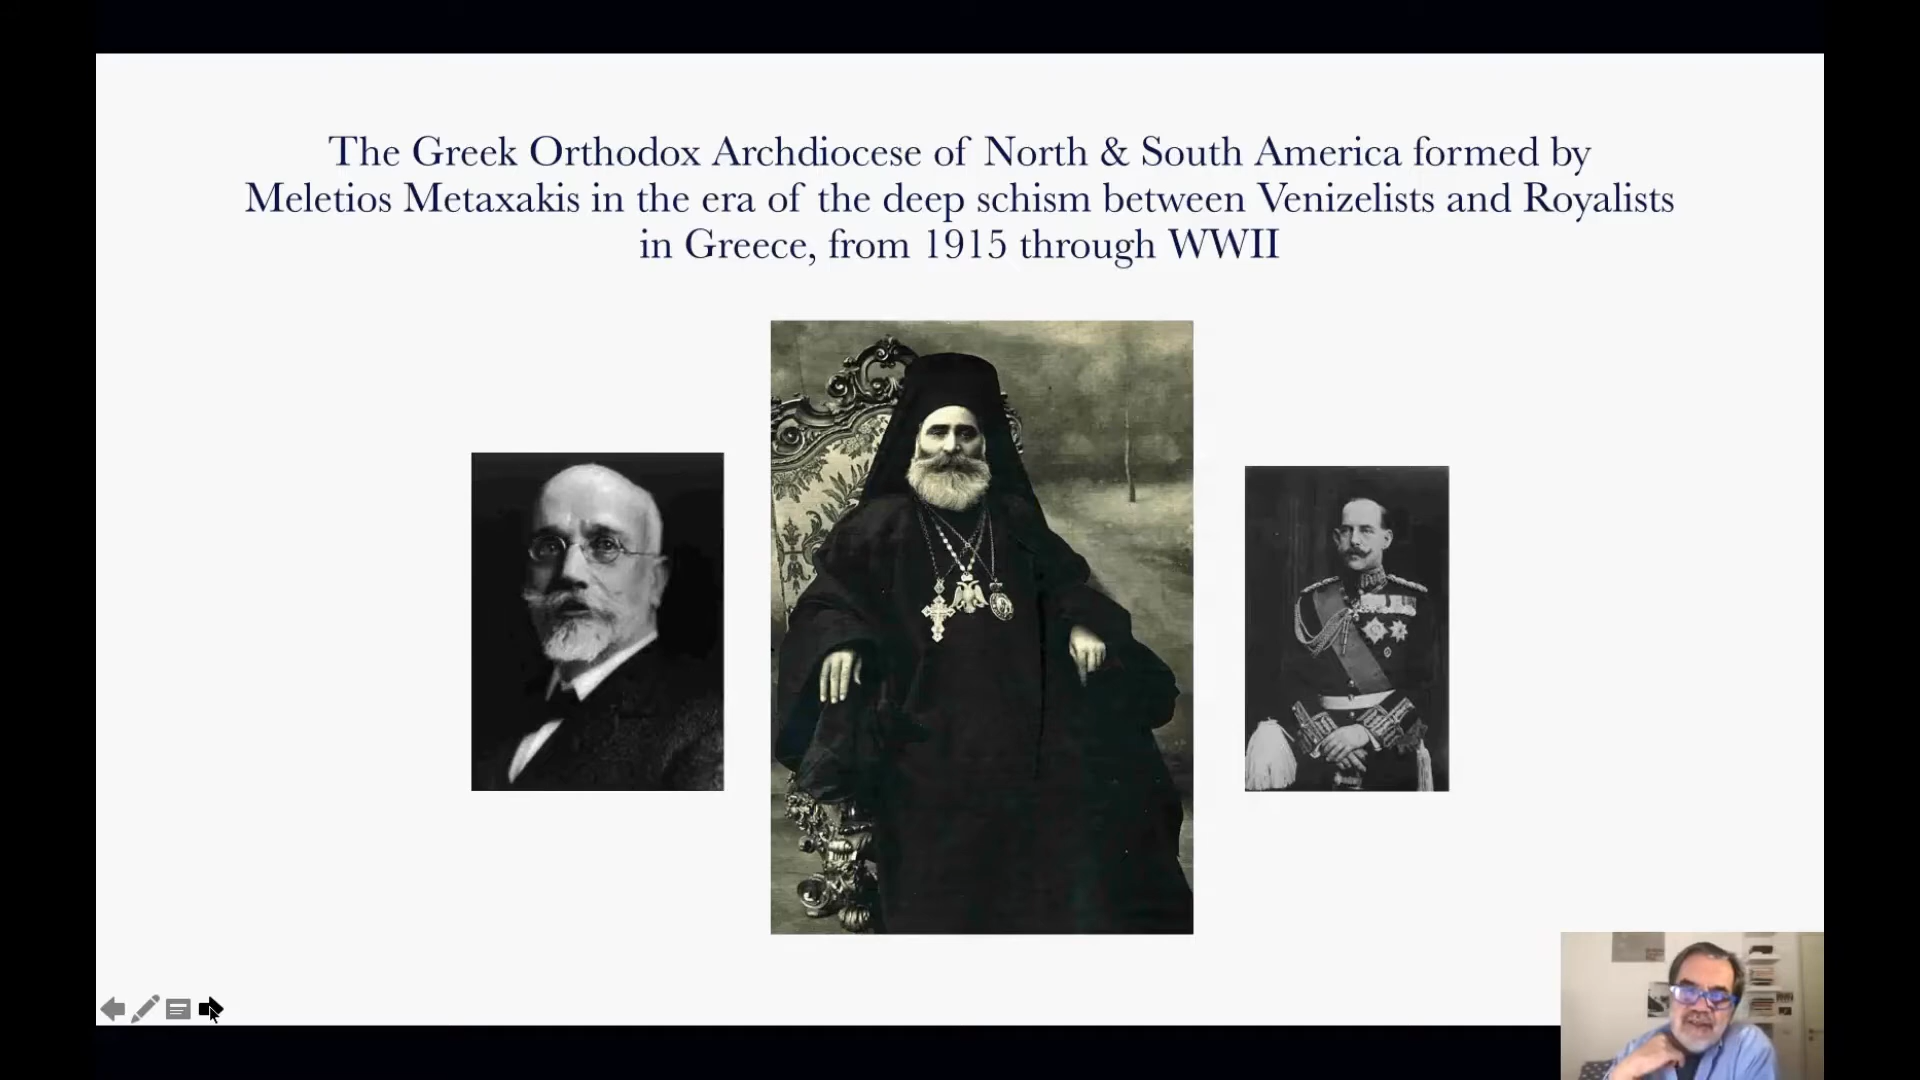 The Greek Orthodox Archdiocese of North & South America formed by
Meletios Metaxakis in the era of the deep schism between Venizelists and Royalists
in Greece, from 1915 through WWII